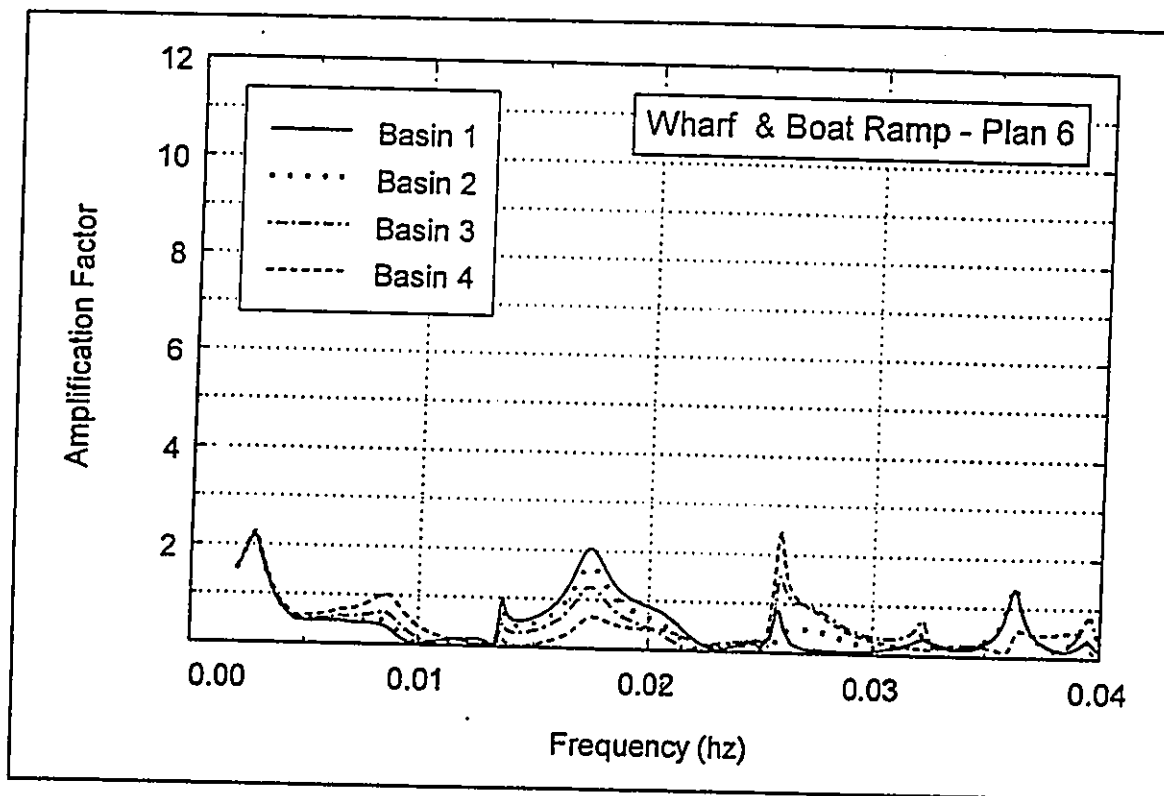 12
10
8
6
4
2
Amplification Factor
Basin 1
Basin 2
Basin 3
Basin 4
Wharf & Boat Ramp - Plan 6
0.00 0.01 0.02 0.03 0.04
Frequency (hz)